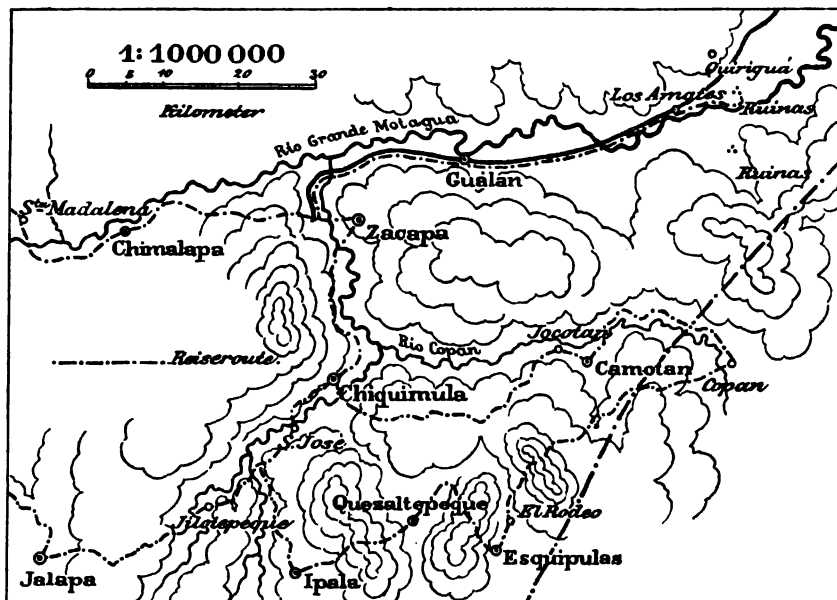 1:1000000
0 5 10 20 30
Kilometer
Quiriguá
Los Amates
Ruinas
Rio Grande Motagua
Ruinas
Gualan
Sta Madalena
Zacapa
Chimalapa
Jocotan
Rio Copan
Reiseroute.
Camotan
Copan
Chiquimula
S. José
Quezaltepeque
El Rodeo
Jilotepeque
Esquipulas
Jalapa
Ipala